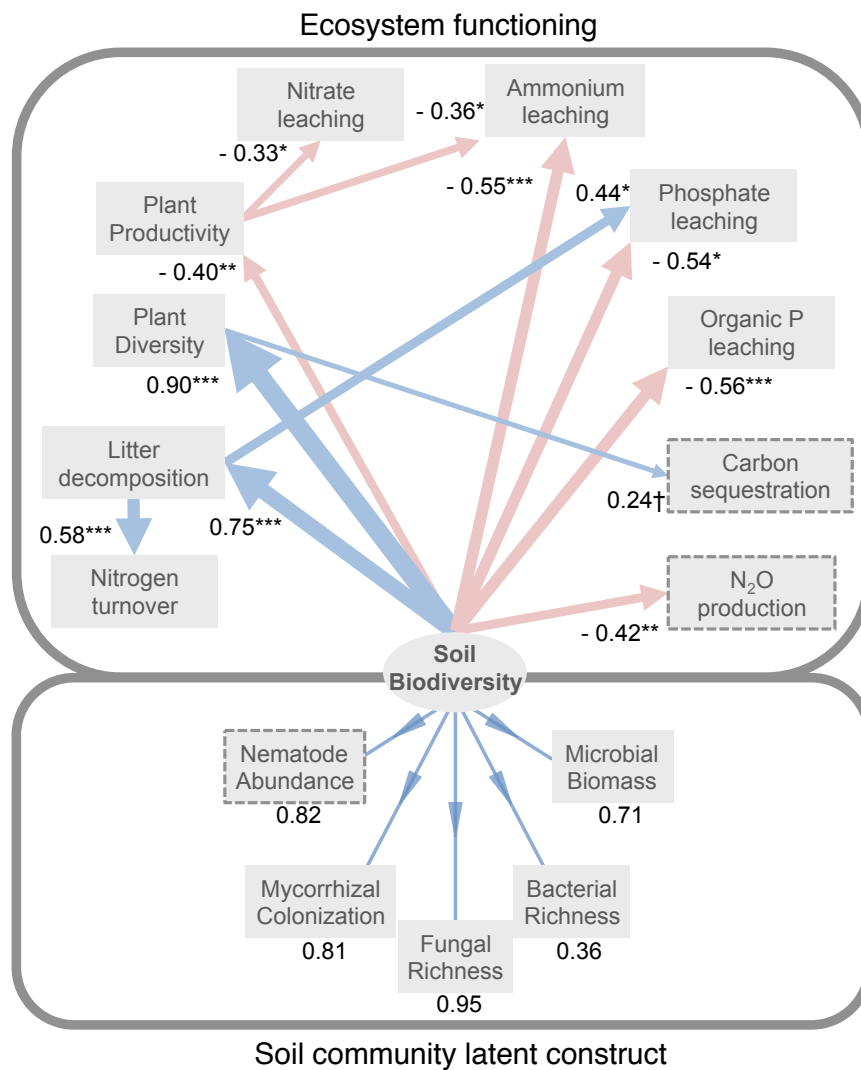 Ecosystem functioning
Nitrate
leaching
Ammonium
leaching
- 0.36*
- 0.33*
- 0.55***
0.44*
Phosphate
leaching
Plant
Productivity
- 0.40**
- 0.54*
Plant
Diversity
0.90***
Organic P
leaching
- 0.56***
Litter
decomposition
Carbon
sequestration
0.24†
0.58***
0.75***
Nitrogen
turnover
N₂O
production
- 0.42**
Soil
Biodiversity
Nematode
Abundance
0.82
Microbial
Biomass
0.71
Mycorrhizal
Colonization
0.81
Bacterial
Richness
0.36
Fungal
Richness
0.95
Soil community latent construct